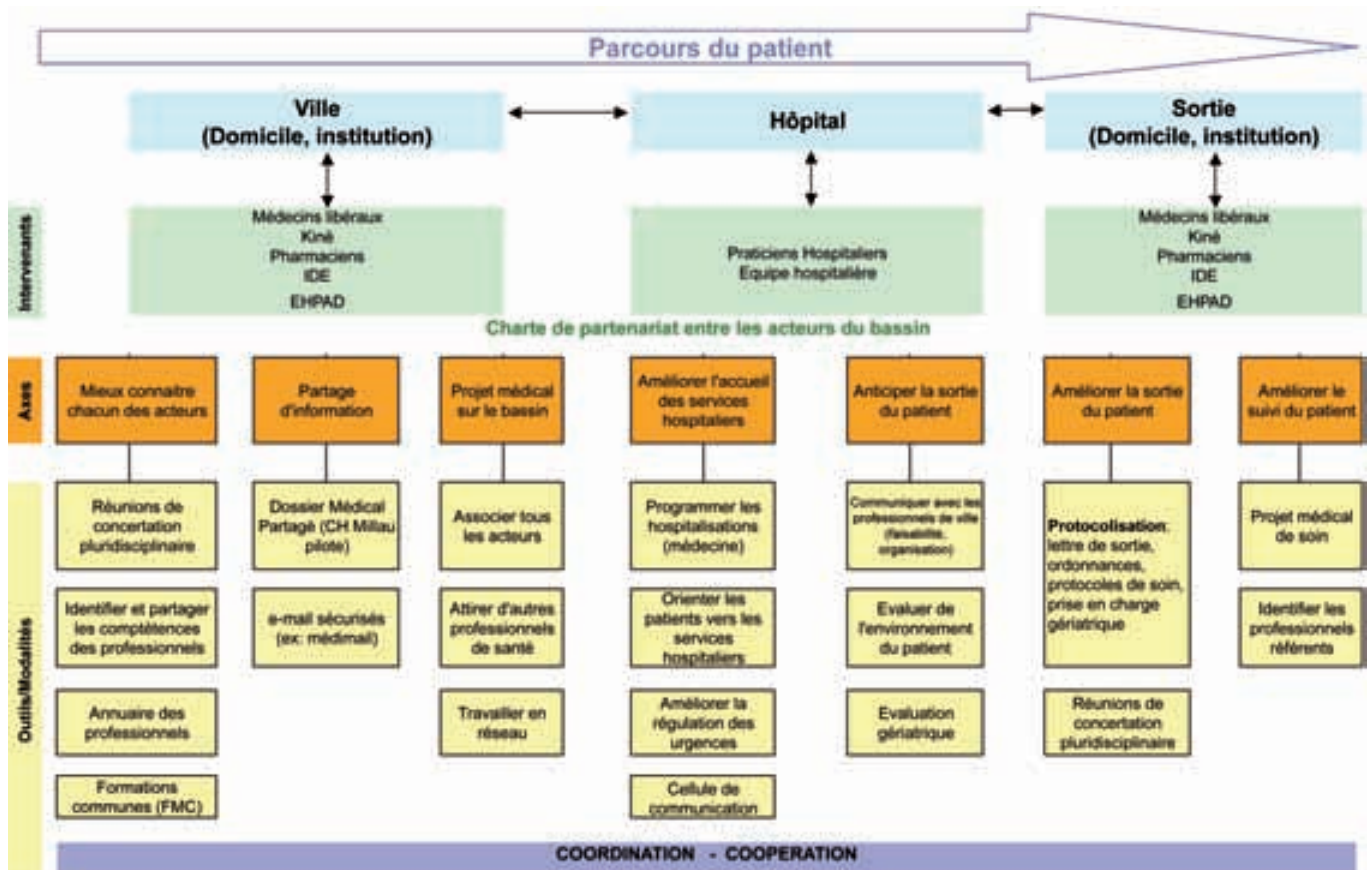 Parcours du patient
Ville
(Domicile, institution)
Hôpital
Sortie
(Domicile, institution)
Intervenants
Médecins libéraux
Kiné
Pharmaciens
IDE
EHPAD
Praticiens Hospitaliers
Equipe hospitalière
Médecins libéraux
Kiné
Pharmaciens
IDE
EHPAD
Charte de partenariat entre les acteurs du bassin
Axes
Mieux connaitre
chacun des acteurs
Partage
d'information
Projet médical
sur le bassin
Améliorer l'accueil
des services
hospitaliers
Anticiper la sortie
du patient
Améliorer la sortie
du patient
Améliorer le
suivi du patient
Outils/Modalités
Réunions de
concertation
pluridisciplinaire
Identifier et partager
les comptétences
des professionnels
Annuaire des
professionnels
Formations
communes (FMC)
Dossier Médical
Partagé (CH Millau
pilote)
e-mail sécurisés
(ex: médimail)
Associer tous
les acteurs
Attirer d'autres
professionnels
de santé
Travailler en
réseau
Programmer les
hospitalisations
(médecine)
Orienter les
patients vers les
services
hospitaliers
Améliorer la
régulation des
urgences
Cellule de
communication
Communiquer avec les
professionnels de ville
(faisabilité,
organisation)
Evaluer de
l'environnement
du patient
Evaluation
gériatrique
Protocolisation:
lettre de sortie,
ordonnances,
protocoles de soin,
prise en charge
gériatrique
Réunions de
concertation
pluridisciplinaire
Projet médical
de soin
Identifier les
professionnels
référents
COORDINATION - COOPERATION